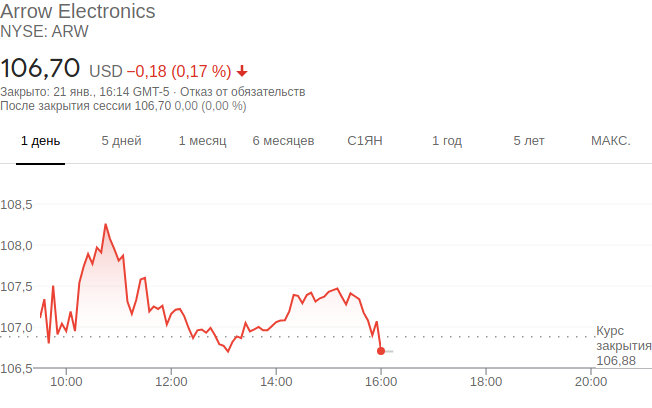 Arrow Electronics
NYSE: ARW
106,70 USD −0,18 (0,17 %)
Закрыто: 21 янв., 16:14 GMT-5 · Отказ от обязательств
После закрытия сессии 106,70 0,00 (0,00 %)
1 день 5 дней 1 месяц 6 месяцев С1ЯН 1 год 5 лет МАКС.
108,5
108,0
107,5
107,0
Курс
закрытия
106,88
106,5
10:00 12:00 14:00 16:00 18:00 20:00